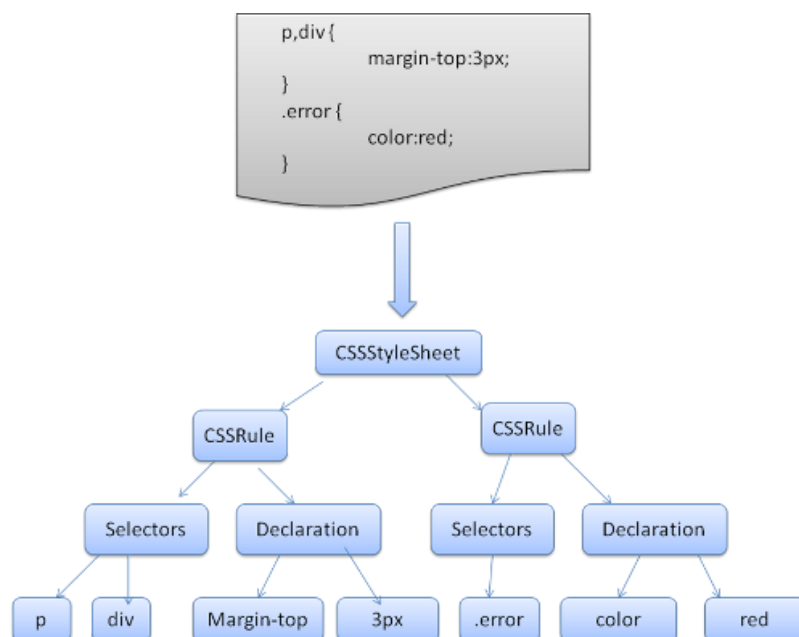 p,div {
margin-top:3px;
}
.error {
color:red;
}
CSSStyleSheet
CSSRule
CSSRule
Selectors
Declaration
Selectors
Declaration
p
div
Margin-top
3px
.error
color
red